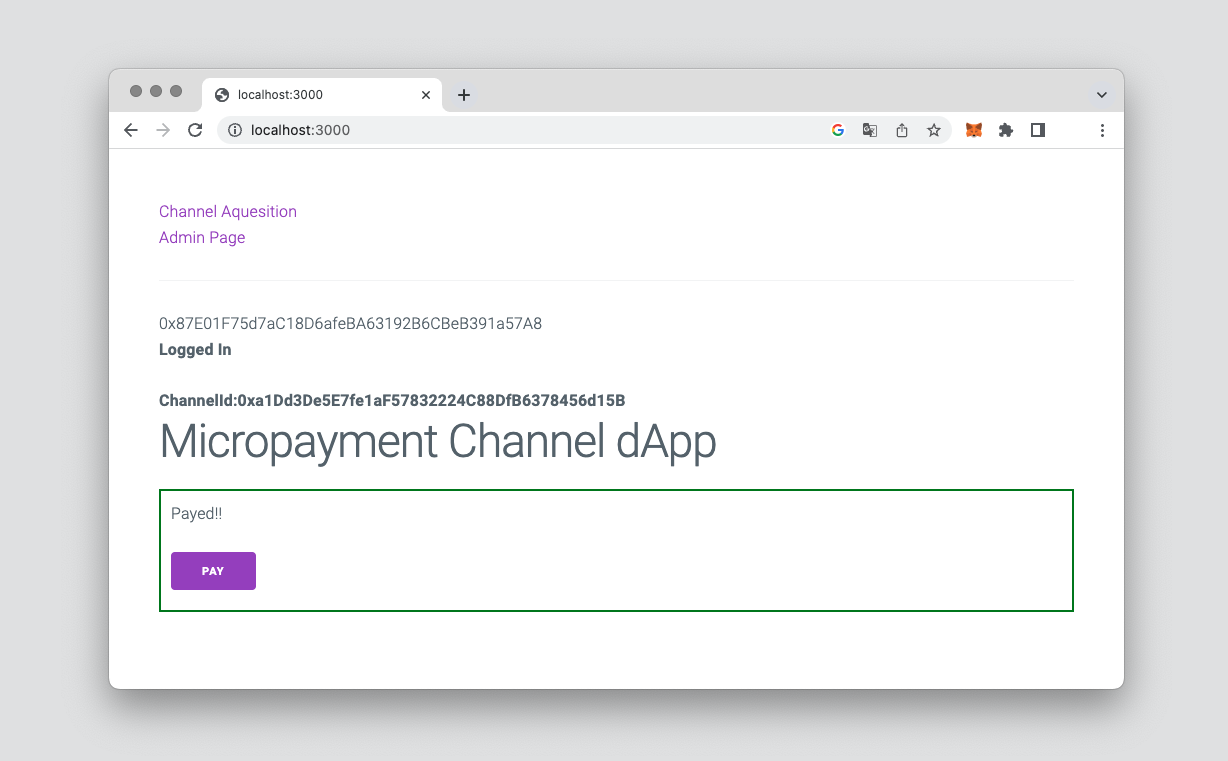 localhost:3000
localhost:3000
Channel Aquesition
Admin Page
0x87E01F75d7aC18D6afeBA63192B6CBeB391a57A8
Logged In
ChannelId:0xa1Dd3De5E7fe1aF57832224C88DfB6378456d15B
Micropayment Channel dApp
Payed!!
PAY